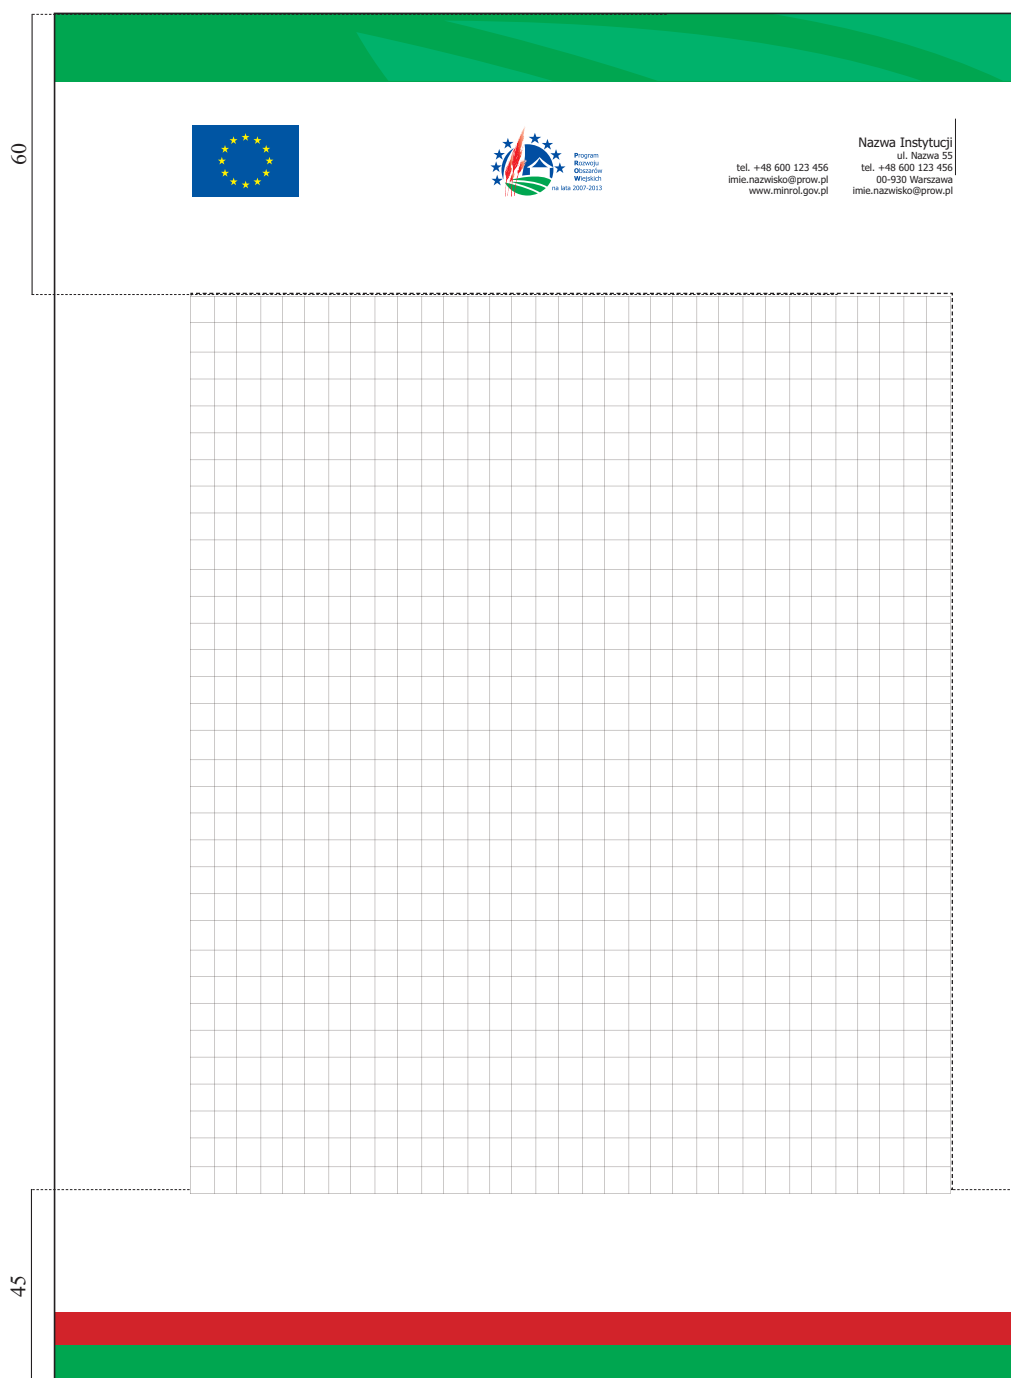 60
Program
Rozwoju
Obszarów
Wiejskich
na lata 2007-2013
tel. +48 600 123 456
imie.nazwisko@prow.pl
www.minrol.gov.pl
Nazwa Instytucji
ul. Nazwa 55
tel. +48 600 123 456
00-930 Warszawa
imie.nazwisko@prow.pl
45